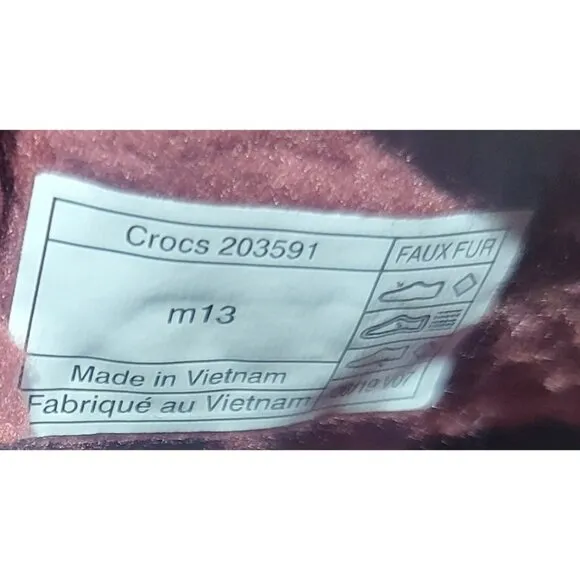 Crocs 203591
FAUX FUR
m13
Made in Vietnam
Fabriqué au Vietnam